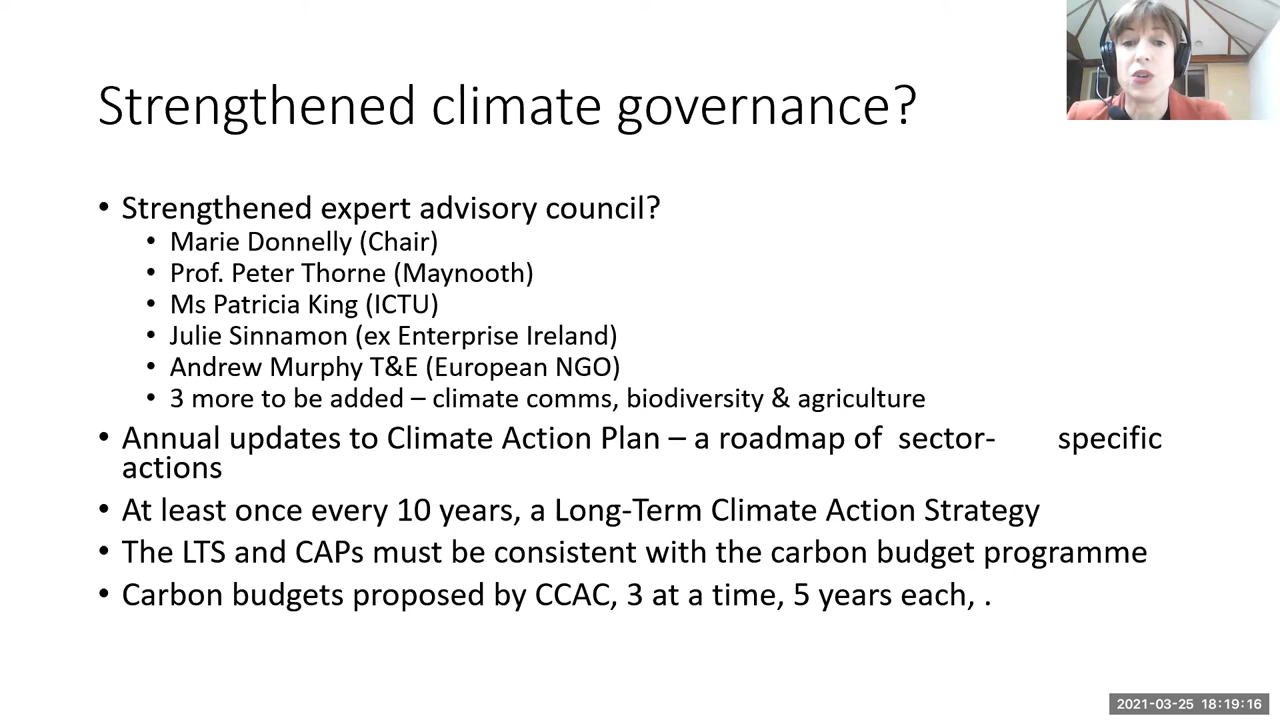 Strengthened climate governance?
• Strengthened expert advisory council?
• Marie Donnelly (Chair)
• Prof. Peter Thorne (Maynooth)
• Ms Patricia King (ICTU)
• Julie Sinnamon (ex Enterprise Ireland)
• Andrew Murphy T&E (European NGO)
• 3 more to be added – climate comms, biodiversity & agriculture
• Annual updates to Climate Action Plan – a roadmap of sector- specific
actions
• At least once every 10 years, a Long-Term Climate Action Strategy
• The LTS and CAPs must be consistent with the carbon budget programme
• Carbon budgets proposed by CCAC, 3 at a time, 5 years each, .
2021-03-25 18:19:16